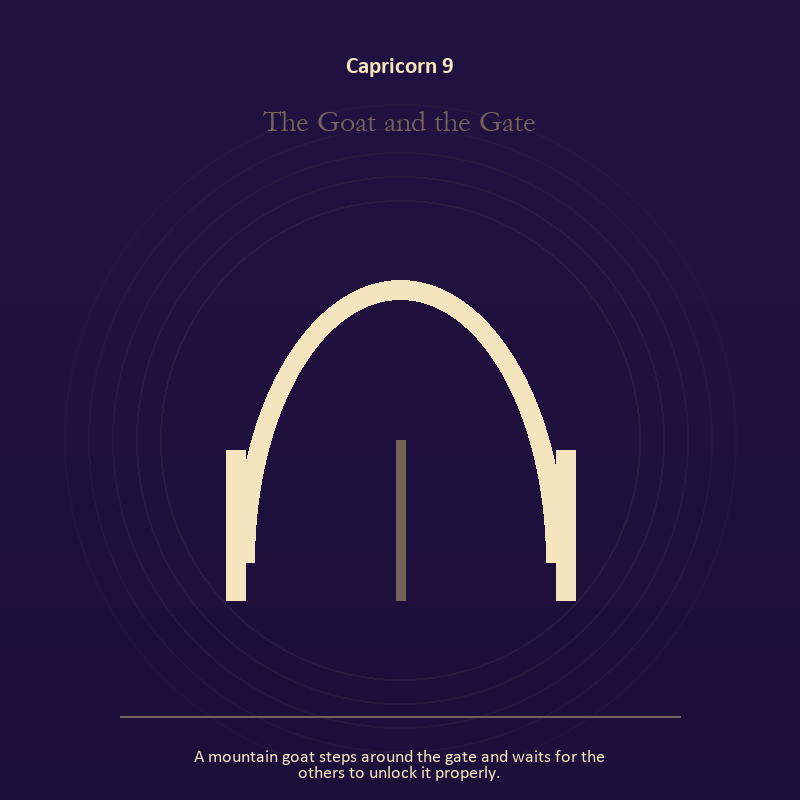 Capricorn 9
The Goat and the Gate
A mountain goat steps around the gate and waits for the
others to unlock it properly.